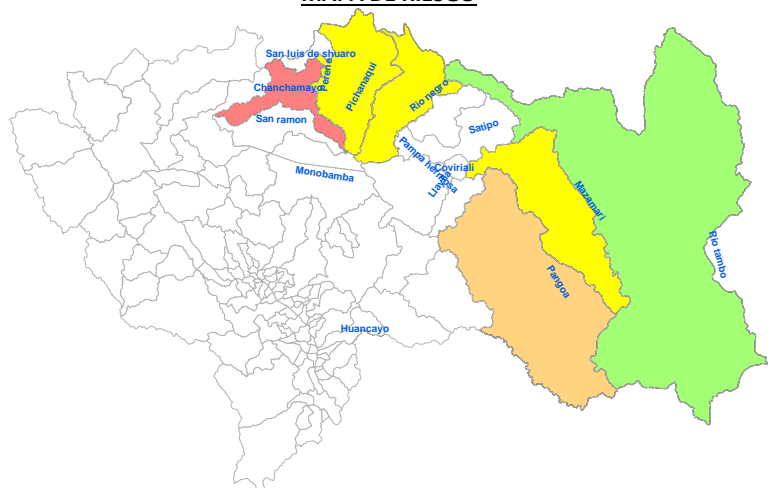 San luis de shuaro
Perene
Chanchamayo
Pichanaqui
Rio negro
San ramon
Satipo
Monobamba
Pampa hermosa
Coviriali
Mazamari
Rio tambo
Pangoa
Huancayo